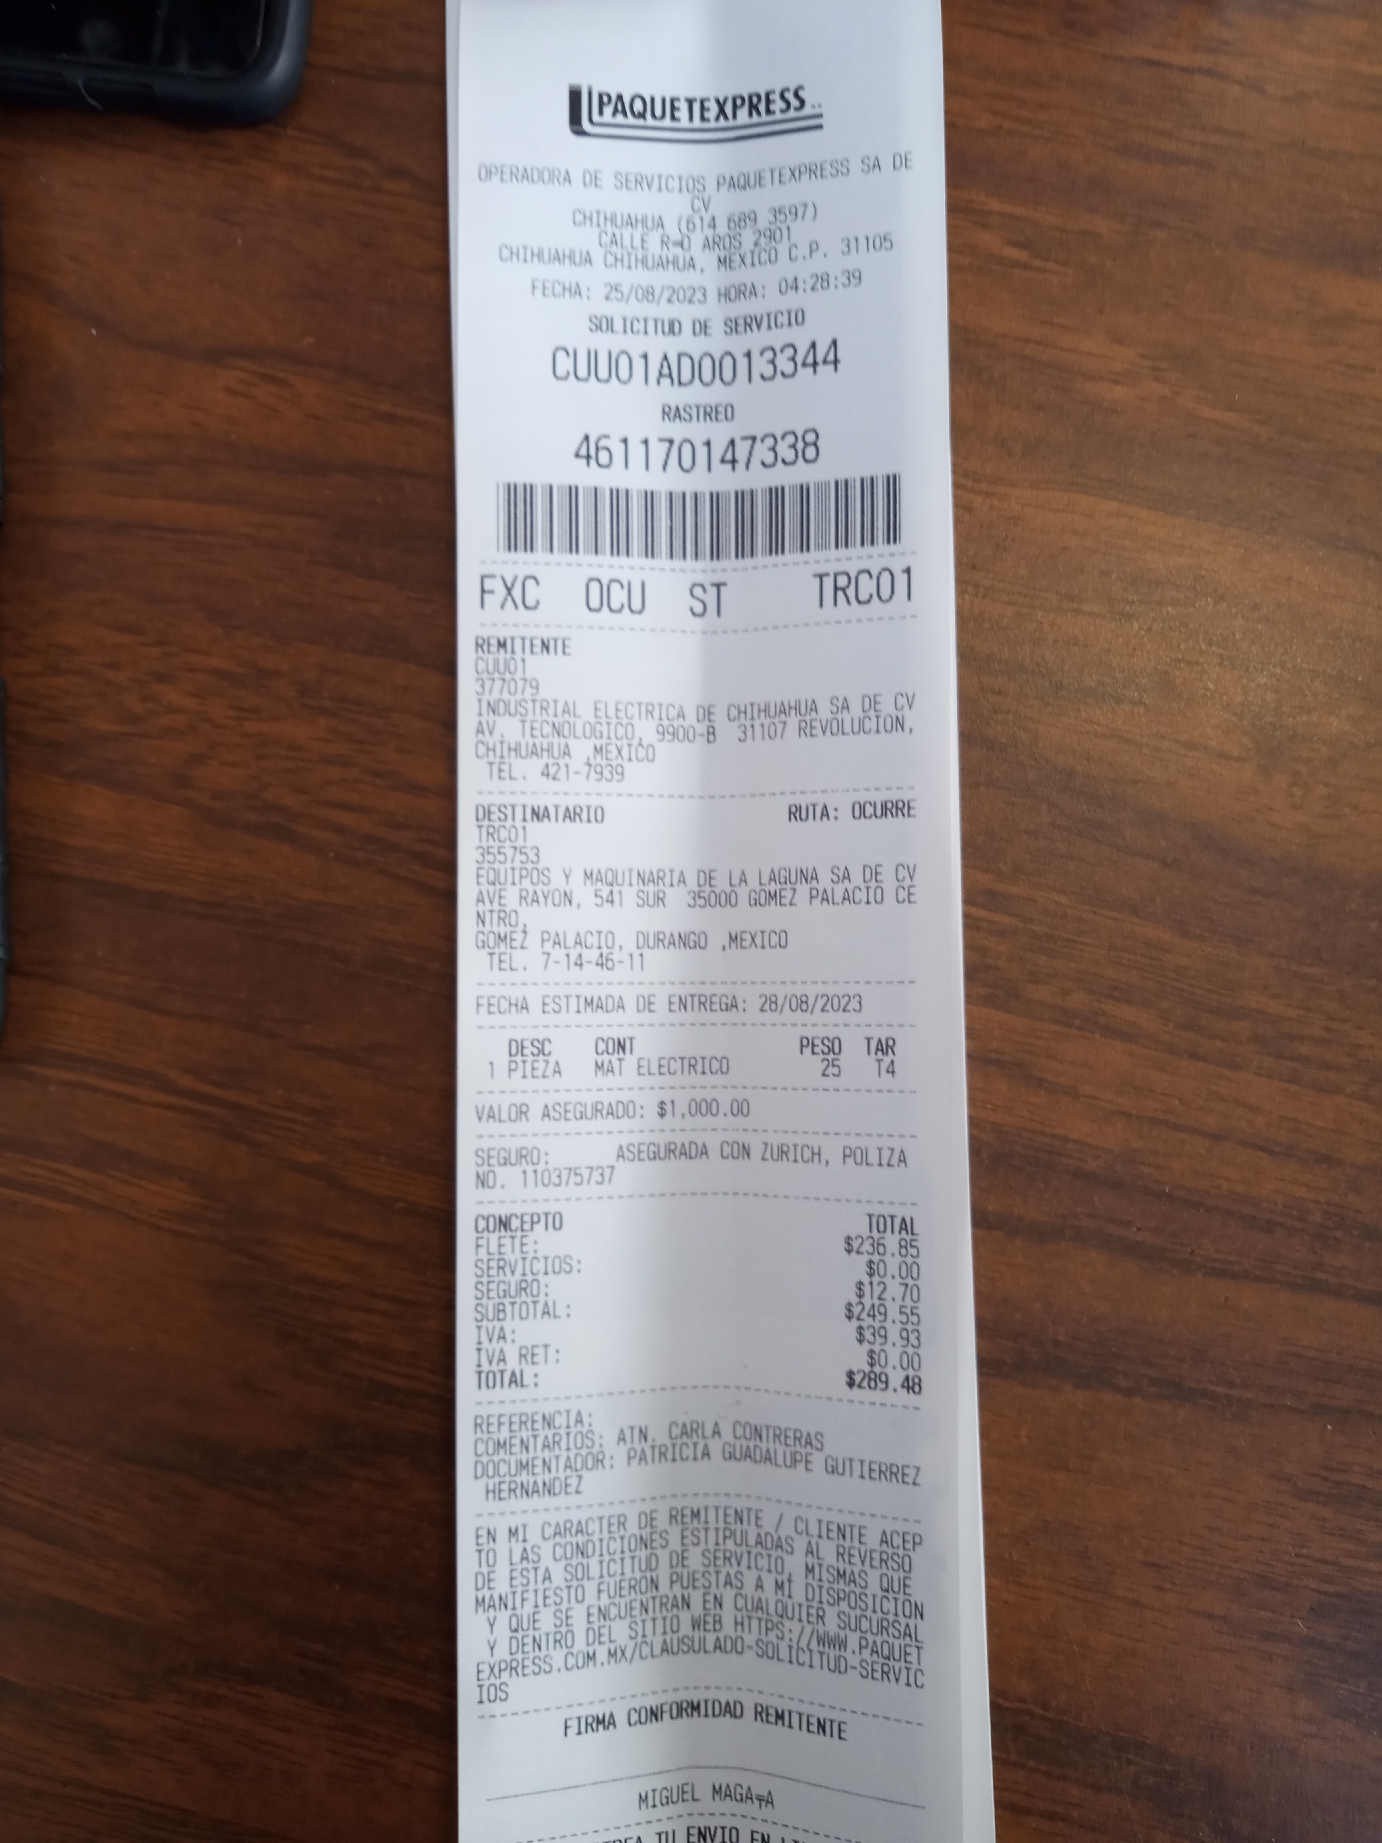 PAQUETEXPRESS
OPERADORA DE SERVICIOS PAQUETEXPRESS SA DE
CV
CHIHUAHUA (614 689 3597)
CALLE R=O AROS 2901
CHIHUAHUA CHIHUAHUA, MEXICO C.P. 31105
FECHA: 25/08/2023 HORA: 04:28:39
SOLICITUD DE SERVICIO
CUU01AD0013344
RASTREO
461170147338
FXC OCU ST TRC01
REMITENTE
CUU01
377079
INDUSTRIAL ELECTRICA DE CHIHUAHUA SA DE CV
AV. TECNOLOGICO, 9900-B 31107 REVOLUCION,
CHIHUAHUA ,MEXICO
TEL. 421-7939
DESTINATARIO RUTA: OCURRE
TRC01
355753
EQUIPOS Y MAQUINARIA DE LA LAGUNA SA DE CV
AVE RAYON, 541 SUR 35000 GOMEZ PALACIO CE
NTRO,
GOMEZ PALACIO, DURANGO ,MEXICO
TEL. 7-14-46-11
FECHA ESTIMADA DE ENTREGA: 28/08/2023
DESC CONT PESO TAR
1 PIEZA MAT ELECTRICO 25 T4
VALOR ASEGURADO: $1,000.00
SEGURO: ASEGURADA CON ZURICH, POLIZA
NO. 110375737
CONCEPTO TOTAL
FLETE: $236.85
SERVICIOS: $0.00
SEGURO: $12.70
SUBTOTAL: $249.55
IVA: $39.93
IVA RET: $0.00
TOTAL: $289.48
REFERENCIA:
COMENTARIOS: ATN. CARLA CONTRERAS
DOCUMENTADOR: PATRICIA GUADALUPE GUTIERREZ
HERNANDEZ
EN MI CARACTER DE REMITENTE / CLIENTE ACEP
TO LAS CONDICIONES ESTIPULADAS AL REVERSO
DE ESTA SOLICITUD DE SERVICIO, MISMAS QUE
MANIFIESTO FUERON PUESTAS A MI DISPOSICION
Y QUE SE ENCUENTRAN EN CUALQUIER SUCURSAL
Y DENTRO DEL SITIO WEB HTTPS://WWW.PAQUET
EXPRESS.COM.MX/CLAUSULADO-SOLICITUD-SERVIC
IOS
FIRMA CONFORMIDAD REMITENTE
MIGUEL MAGA╤A
TU ENVIO EN